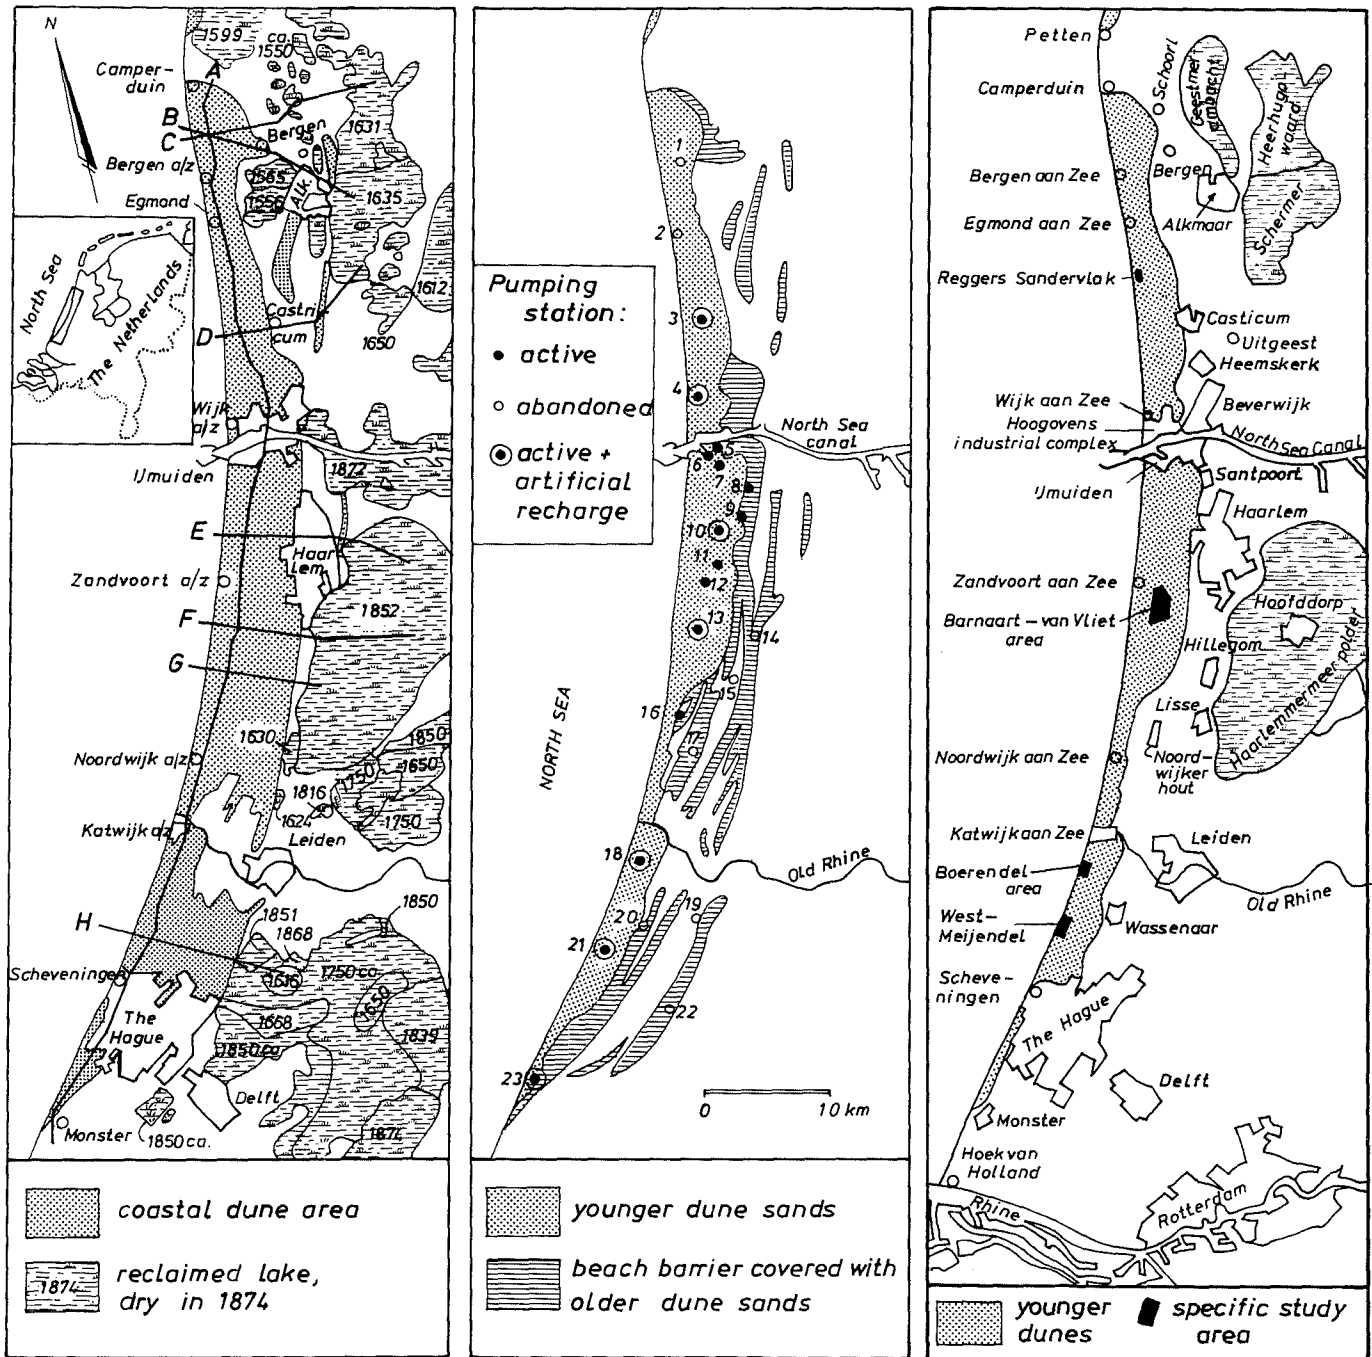 N
1599
ca.
1550
Camper-
duin
A
B
C
Bergen
1631
Bergen a/z
1565
1556
Alk.
1635
Egmond
North Sea
The Netherlands
1612
D
Castri-
cum
1650
Wijk
a/z
IJmuiden
1872
E
Haar
Lem
Zandvoort a/z
1852
F
G
1630
1850
Noordwijk a/z
1750
1650
1816
1624
1750
Katwijk a/z
Leiden
H
1851
1868
1850
Scheveningen
1616
1750 ca.
1650
The
Hague
1668
1839
1850 ca
Delft
Monster
1850 ca.
1874
coastal dune area
1874
reclaimed lake,
dry in 1874
1
2
Pumping
station:
active
abandoned
active +
artificial
recharge
3
4
North Sea
canal
5
6
7
8
9
10
11
12
13
14
15
16
17
NORTH SEA
18
Old Rhine
19
20
21
22
23
0
10 km
younger dune sands
beach barrier covered with
older dune sands
Petten
Schoorl
Geestmer-
ambacht
Heerhugo-
waard
Camperduin
Bergen
Bergen aan Zee
Schermer
Egmond aan Zee
Alkmaar
Reggers Sandervlak
Casticum
Uitgeest
Heemskerk
Wijk aan Zee
Beverwijk
Hoogovens
industrial complex
North Sea Canal
IJmuiden
Santpoort
Haarlem
Zandvoort aan Zee
Barnaart - van Vliet
area
Hoofddorp
Hillegom
Haarlemmermeer polder
Lisse
Noordwijk aan Zee
Noord-
wijker
hout
Katwijk aan Zee
Leiden
Boerendel
area
Old Rhine
West-
Meijendel
Wassenaar
Scheve-
ningen
The Hague
Delft
Monster
Hoek van
Holland
Rhine
Rotterdam
younger
dunes
specific study
area